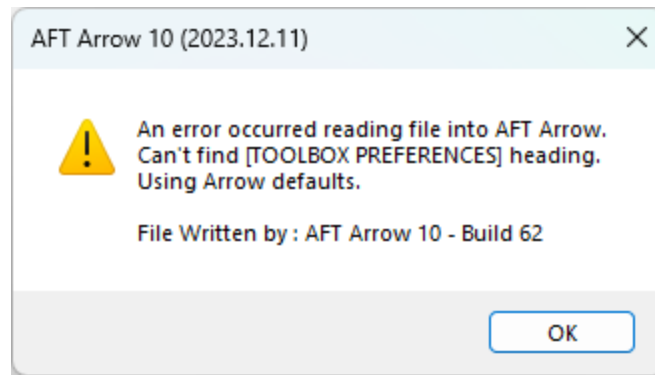 AFT Arrow 10 (2023.12.11)
An error occurred reading file into AFT Arrow.
Can't find [TOOLBOX PREFERENCES] heading.
Using Arrow defaults.
File Written by : AFT Arrow 10 - Build 62
OK